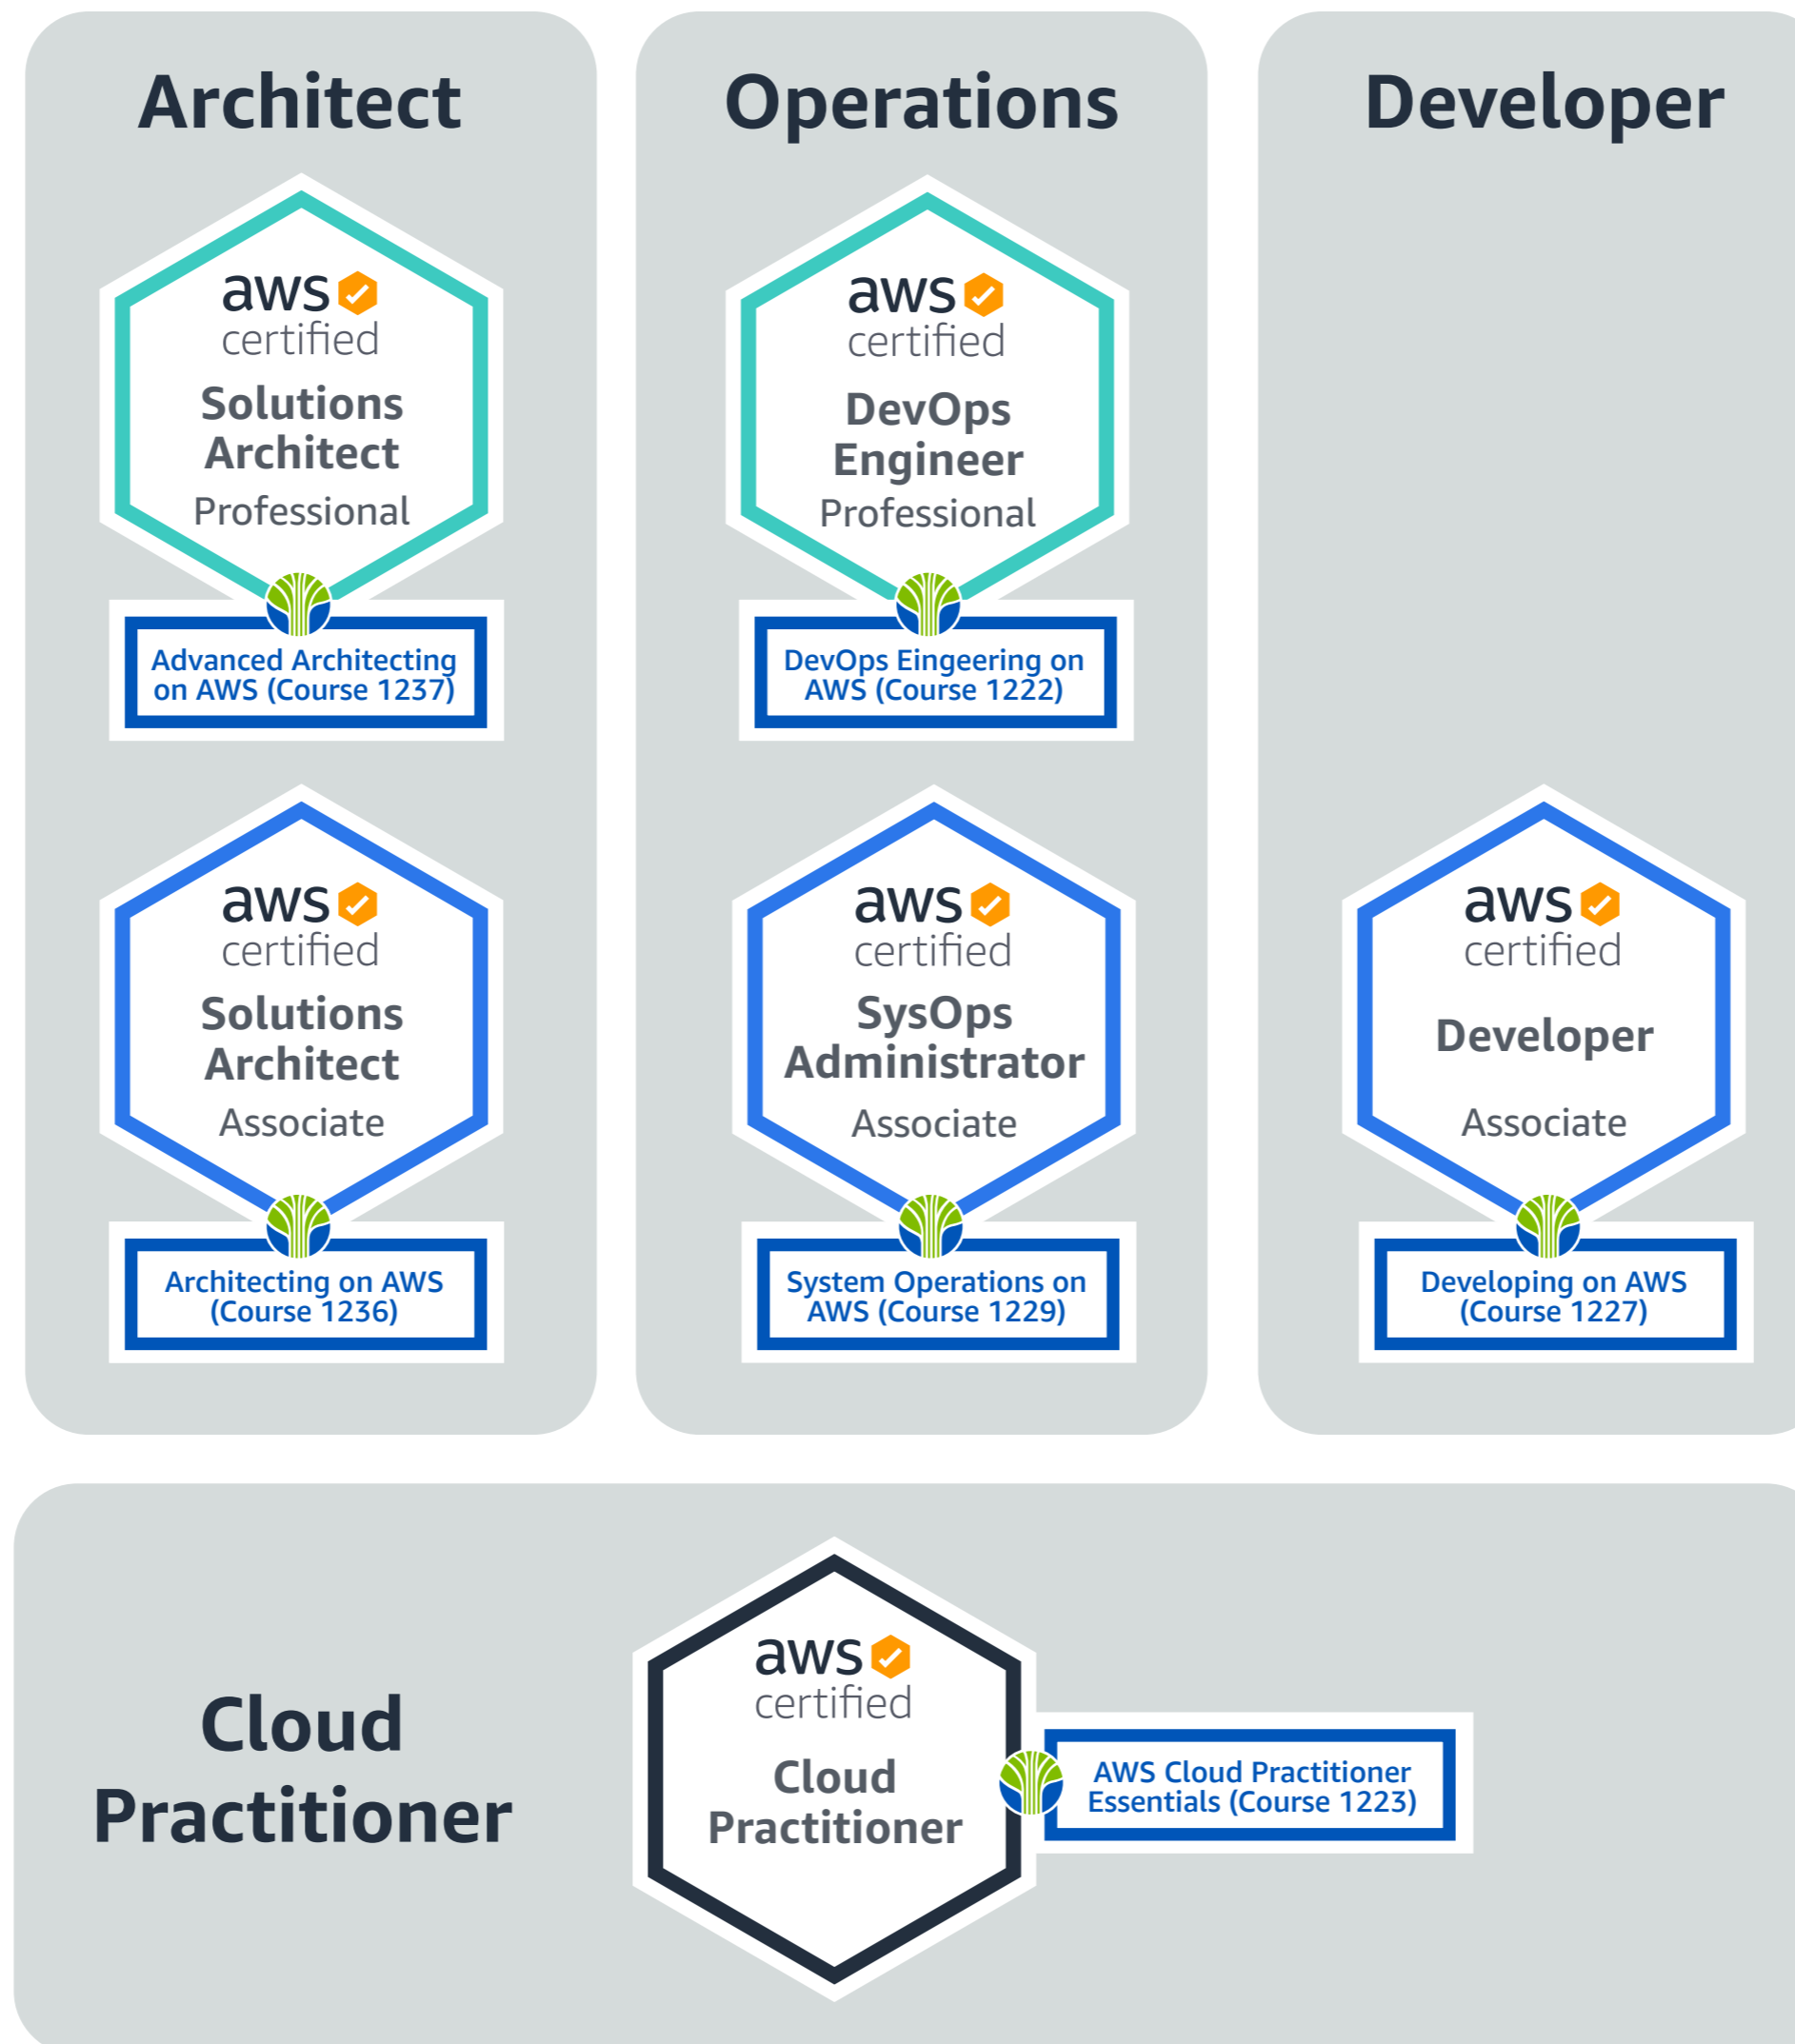 Architect
aws
certified
Solutions
Architect
Professional
Advanced Architecting
on AWS (Course 1237)
aws
certified
Solutions
Architect
Associate
Architecting on AWS
(Course 1236)
Operations
aws
certified
DevOps
Engineer
Professional
DevOps Eingeering on
AWS (Course 1222)
aws
certified
SysOps
Administrator
Associate
System Operations on
AWS (Course 1229)
Developer
aws
certified
Developer
Associate
Developing on AWS
(Course 1227)
Cloud
Practitioner
aws
certified
Cloud
Practitioner
AWS Cloud Practitioner
Essentials (Course 1223)